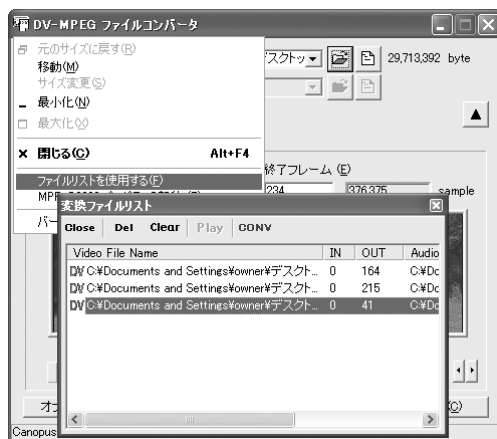 DV-MPEG ファイルコンバータ
元のサイズに戻す(R)
移動(M)
サイズ変更(S)
最小化(N)
最大化(X)
閉じる(C) Alt+F4
ファイルリストを使用する(F)
MPE
バー
スクトッ
29,713,392 byte
終了フレーム (E)
234 376375 sample
変換ファイルリスト
Close Del Clear Play CONV
Video File Name IN OUT Audio
DV C:¥Documents and Settings¥owner¥デスクト... 0 164 C:¥Dc
DV C:¥Documents and Settings¥owner¥デスクト... 0 215 C:¥Dc
DV C:¥Documents and Settings¥owner¥デスクト... 0 41 C:¥Dc
(C)
Canopus